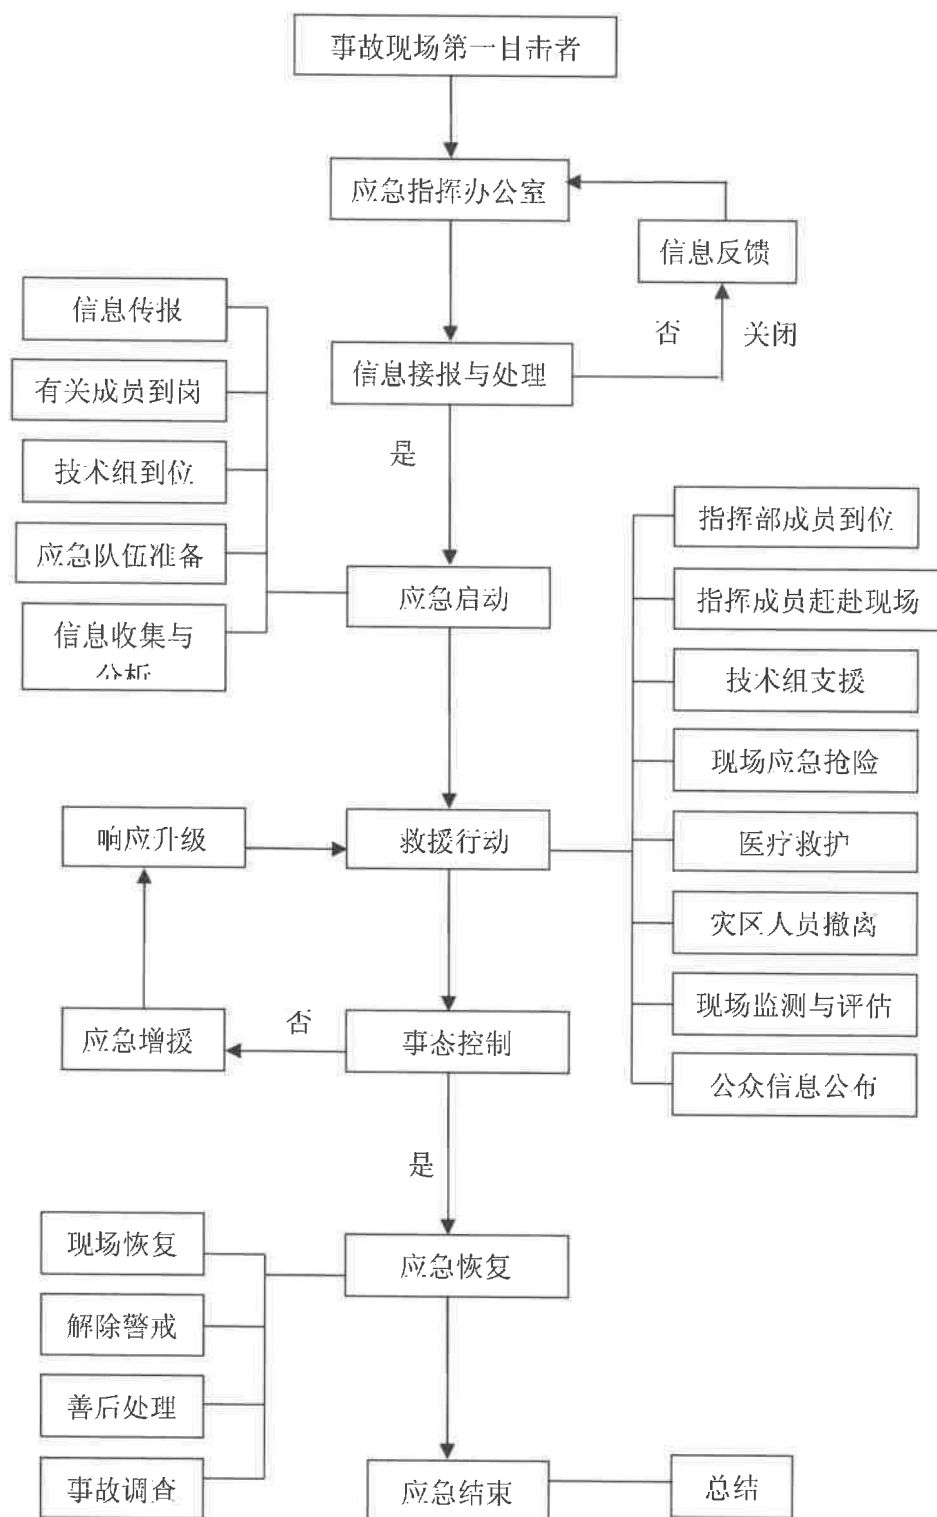 事故现场第一目击者
应急指挥办公室
信息反馈
信息传报
否
关闭
信息接报与处理
有关成员到岗
是
技术组到位
指挥部成员到位
应急队伍准备
应急启动
指挥成员赶赴现场
信息收集与
分析
技术组支援
现场应急抢险
响应升级
救援行动
医疗救护
灾区人员撤离
现场监测与评估
否
应急增援
事态控制
公众信息公布
是
现场恢复
应急恢复
解除警戒
善后处理
事故调查
应急结束
总结